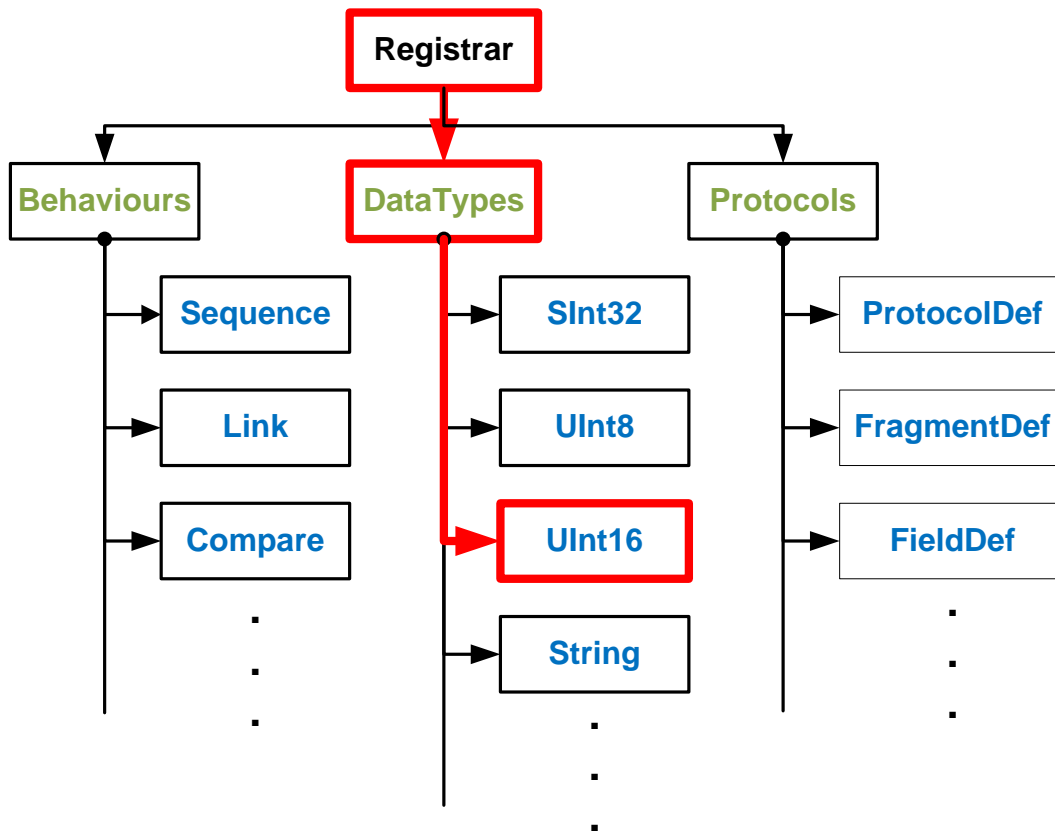 Registrar
Behaviours
DataTypes
Protocols
Sequence
SInt32
ProtocolDef
Link
UInt8
FragmentDef
Compare
UInt16
FieldDef
String